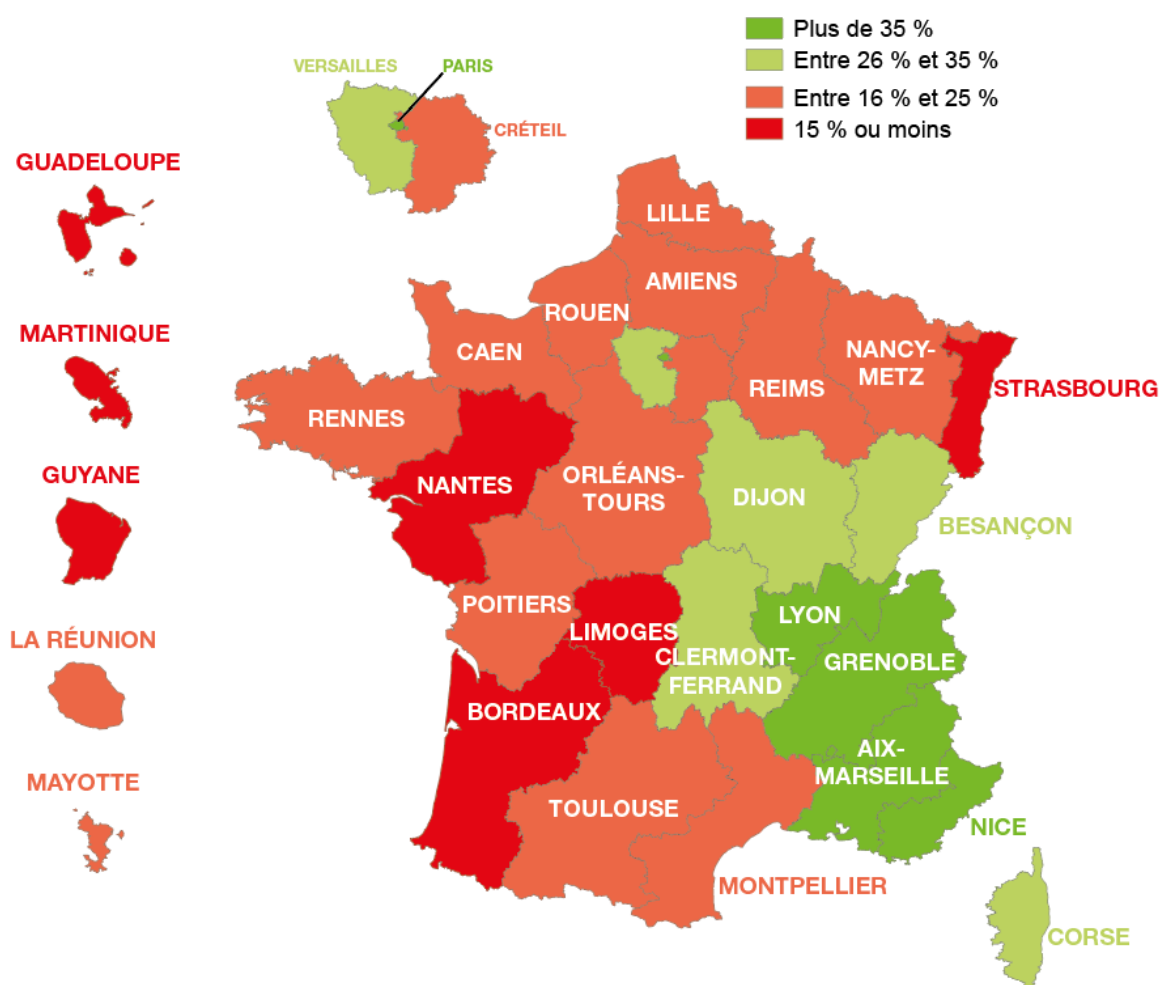 Plus de 35 %
Entre 26 % et 35 %
Entre 16 % et 25 %
15 % ou moins
VERSAILLES
PARIS
CRÉTEIL
GUADELOUPE
MARTINIQUE
GUYANE
LA RÉUNION
MAYOTTE
LILLE
AMIENS
ROUEN
CAEN
NANCY-
METZ
REIMS
STRASBOURG
RENNES
NANTES
ORLÉANS-
TOURS
DIJON
BESANÇON
POITIERS
LIMOGES
LYON
CLERMONT-
FERRAND
GRENOBLE
BORDEAUX
AIX-
MARSEILLE
TOULOUSE
NICE
MONTPELLIER
CORSE